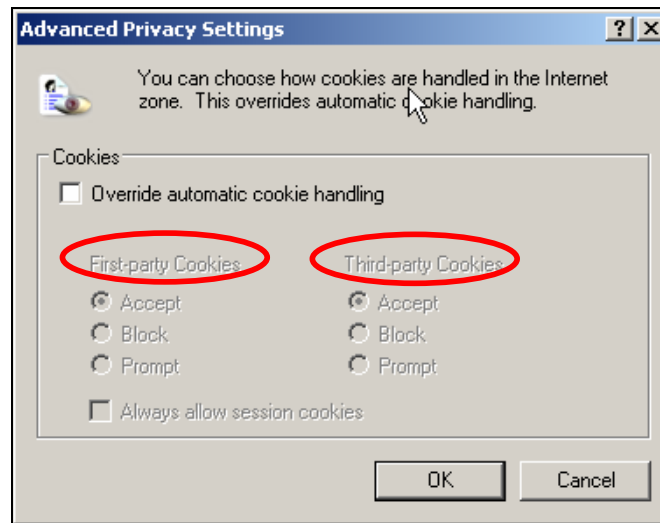 Advanced Privacy Settings
You can choose how cookies are handled in the Internet
zone. This overrides automatic cookie handling.
Cookies
Override automatic cookie handling
First-party Cookies
Third-party Cookies
Accept
Accept
Block
Block
Prompt
Prompt
Always allow session cookies
OK
Cancel